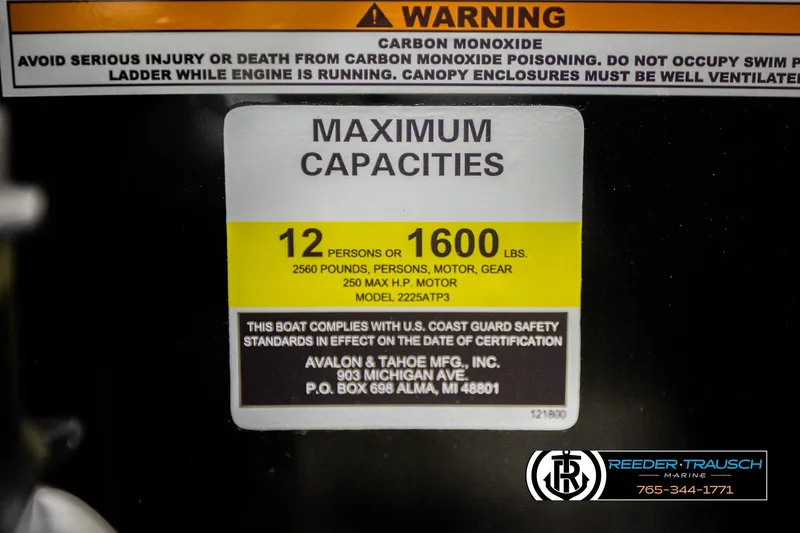 WARNING
CARBON MONOXIDE
AVOID SERIOUS INJURY OR DEATH FROM CARBON MONOXIDE POISONING. DO NOT OCCUPY SWIM P
LADDER WHILE ENGINE IS RUNNING. CANOPY ENCLOSURES MUST BE WELL VENTILATE
MAXIMUM
CAPACITIES
12 PERSONS OR 1600 LBS.
2560 POUNDS, PERSONS, MOTOR, GEAR
250 MAX H.P. MOTOR
MODEL 2225ATP3
THIS BOAT COMPLIES WITH U.S. COAST GUARD SAFETY
STANDARDS IN EFFECT ON THE DATE OF CERTIFICATION
AVALON & TAHOE MFG., INC.
903 MICHIGAN AVE.
P.O. BOX 698 ALMA, MI 48801
121800
REEDER·TRAUSCH
MARINE
765-344-1771